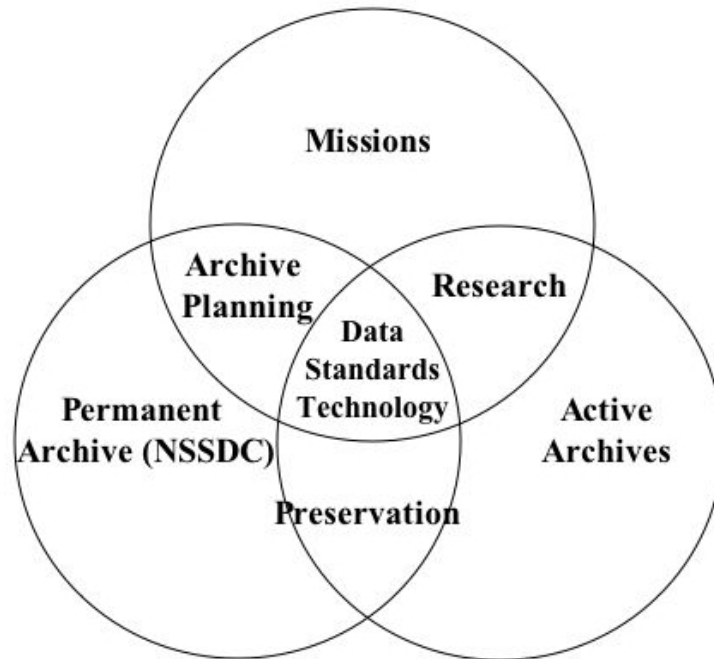 Missions
Archive
Planning
Research
Data
Standards
Technology
Permanent
Archive (NSSDC)
Active
Archives
Preservation